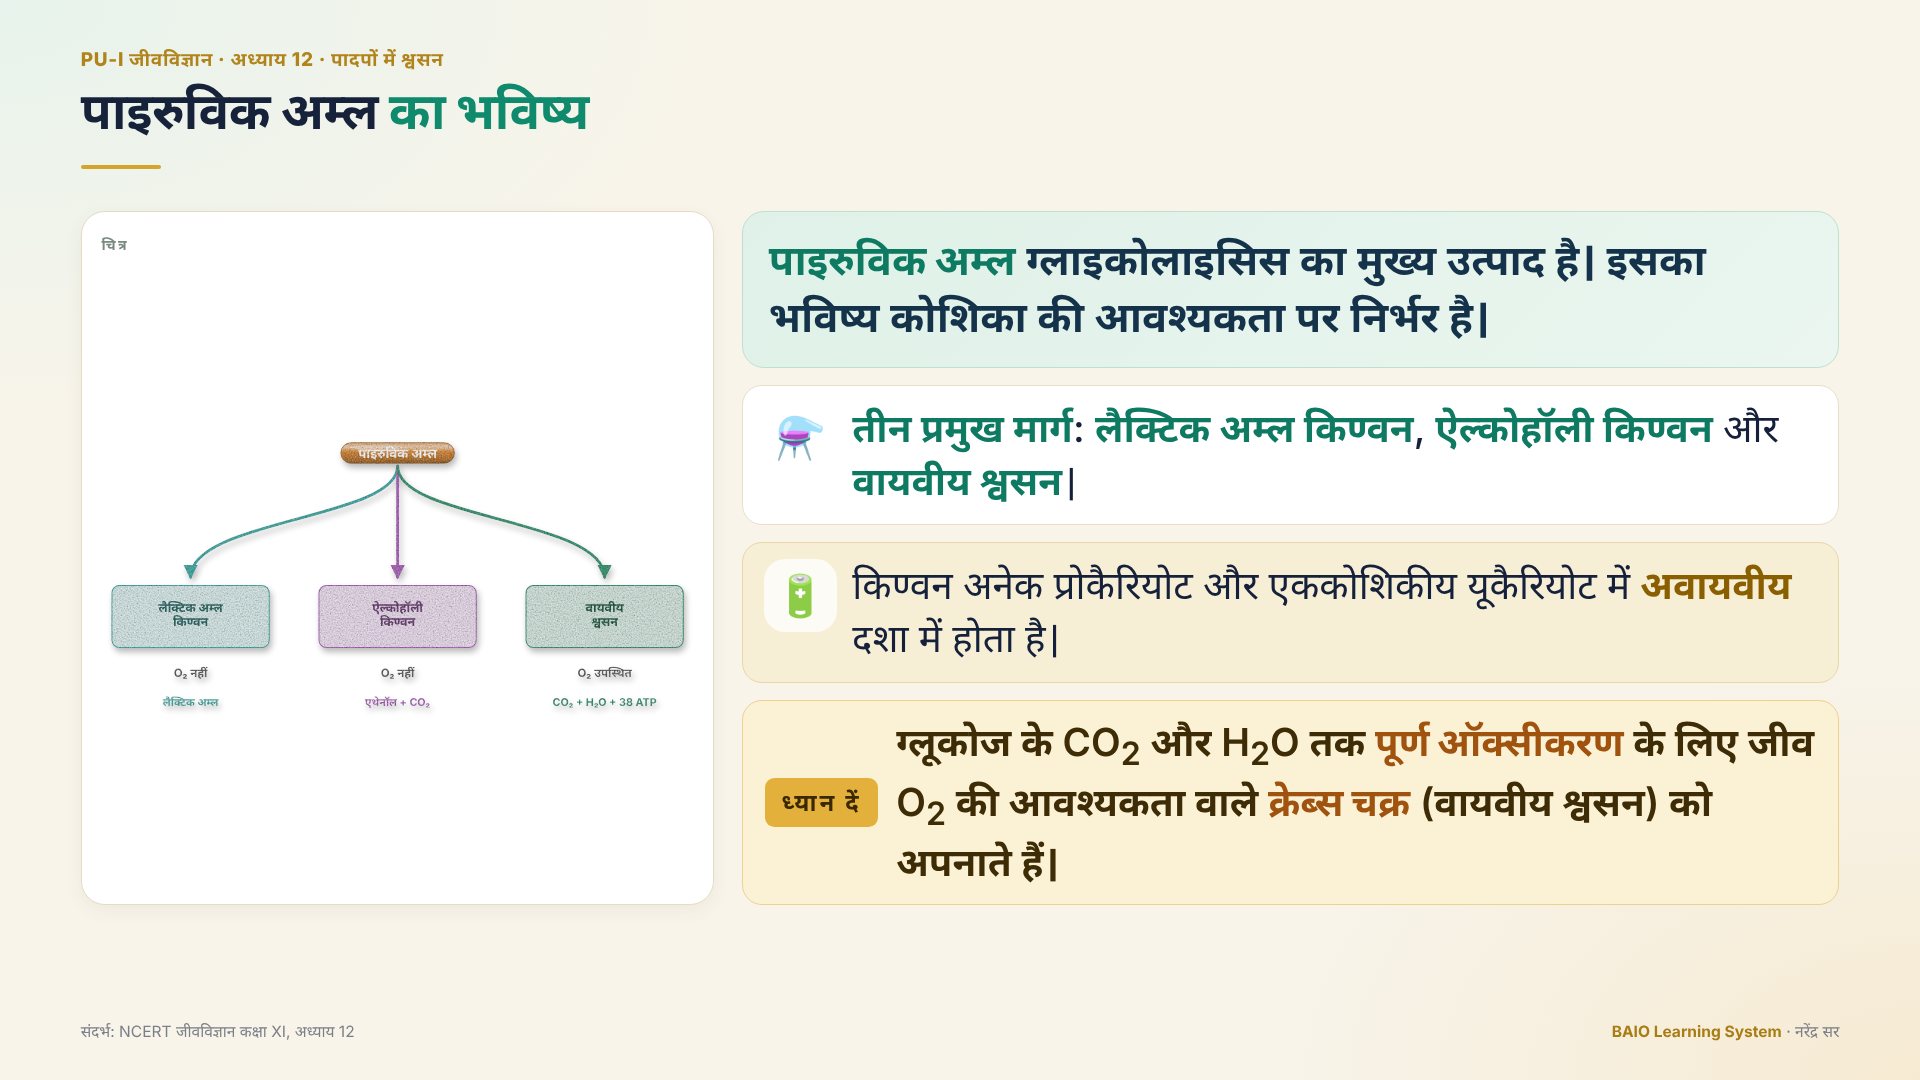 PU-I जीवविज्ञान · अध्याय 12 · पादपों में श्वसन
पाइरुविक अम्ल का भविष्य
चित्र
पाइरुविक अम्ल
लैक्टिक अम्ल
किण्वन
ऐल्कोहॉली
किण्वन
वायवीय
श्वसन
O₂ नहीं
O₂ नहीं
O₂ उपस्थित
लैक्टिक अम्ल
एथेनॉल + CO₂
CO₂ + H₂O + 38 ATP
पाइरुविक अम्ल ग्लाइकोलाइसिस का मुख्य उत्पाद है| इसका
भविष्य कोशिका की आवश्यकता पर निर्भर है|
तीन प्रमुख मार्ग: लैक्टिक अम्ल किण्वन, ऐल्कोहॉली किण्वन और
वायवीय श्वसन|
किण्वन अनेक प्रोकैरियोट और एककोशिकीय यूकैरियोट में अवायवीय
दशा में होता है|
ध्यान दें
ग्लूकोज के CO₂ और H₂O तक पूर्ण ऑक्सीकरण के लिए जीव
O₂ की आवश्यकता वाले क्रेब्स चक्र (वायवीय श्वसन) को
अपनाते हैं|
संदर्भ: NCERT जीवविज्ञान कक्षा XI, अध्याय 12
BAIO Learning System · नरेंद्र सर